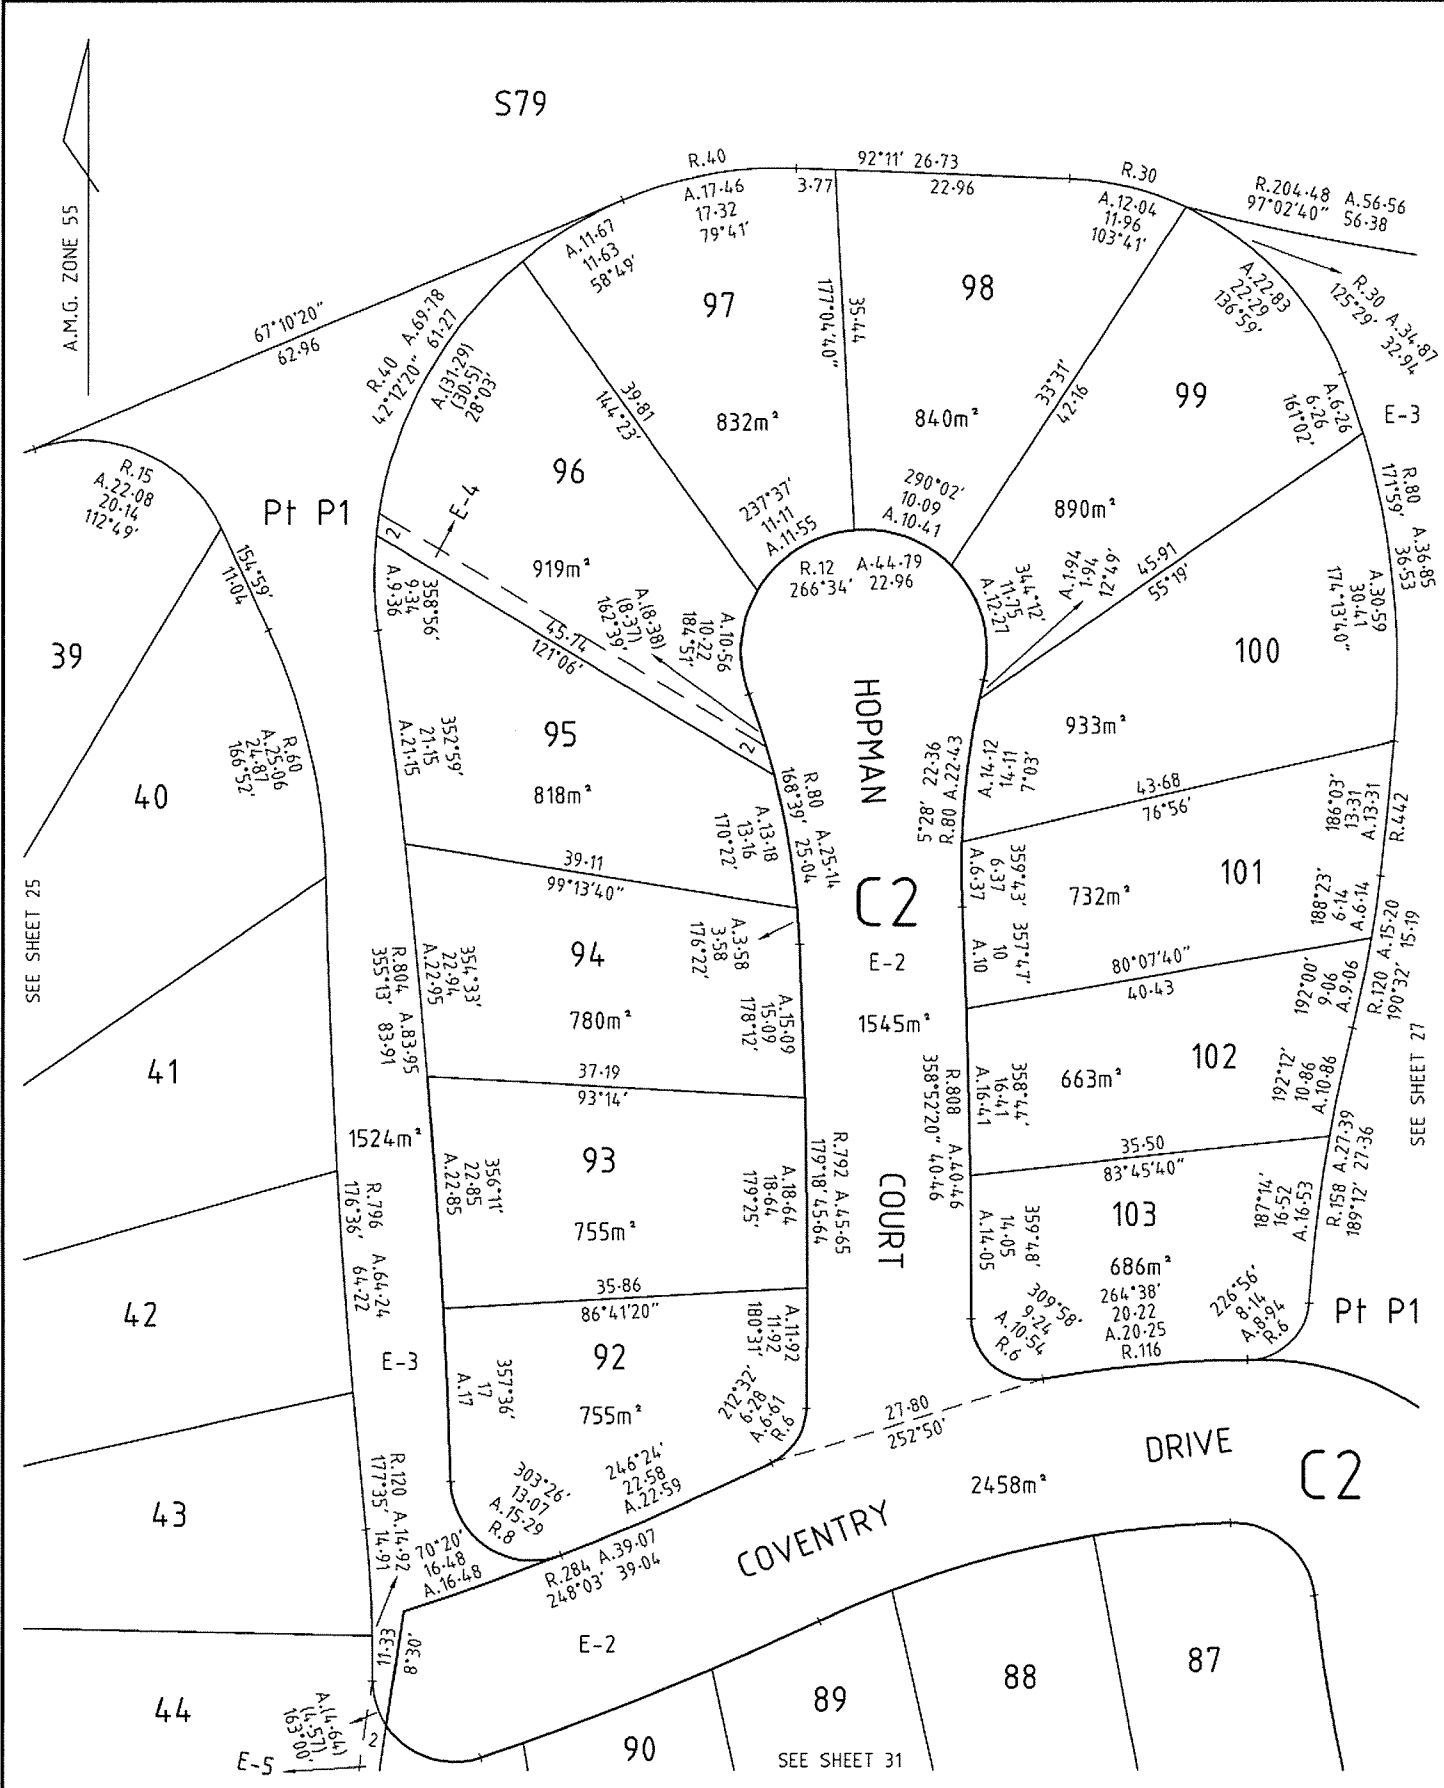 S79
A.M.G. ZONE 55
R.40
92°11' 26·73
R.30
R.204·48 A.56·56
97°02'40" 56·38
A.17·46
17·32
79°41'
3·77
22·96
A.12·04
11·96
103°41'
A.11·67
11·63
58°49'
67°10'20"
62·96
R.40 A.69·78
42°12'20" 61·27
A.(31·29)
(30·5)
28°03'
97
98
177°04'40"
35·44
A.22·83
22·29
136°59'
R.30 A.34·87
125°29' 32·94
39·81
144°23'
832m²
840m²
33°31'
42·16
99
A.6·26
6·26
161°02'
E-3
R.15
A.22·08
20·14
112°49'
Pt P1
E-4
2
96
919m²
237°37'
11·11
A.11·55
290°02'
10·09
A.10·41
890m²
R.80 A.36·85
171°59' 36·53
R.12 A·44·79
266°34' 22·96
344°12'
11·75
A.12·27
A.1·94
1·94
12°49'
45·91
55°19'
154°59'
11·04
358°56'
9·34
A.9·36
A.(8·38)
(8·37)
162°39'
A.10·56
10·22
184°51'
A.30·59
30·41
174°13'40"
39
45·74
121°06'
2
100
933m²
95
818m²
352°59'
21·15
A.21·15
R.60
A.25·06
24·87
166°52'
40
HOPMAN
R.80 A.25·14
168°39' 25·04
A.13·18
13·16
170°22'
5°28' 22·36
R.80 A.22·43
A.14·12
14·11
7°03'
43·68
76°56'
186°03'
13·31
A.13·31
R.442
39·11
99°13'40"
C2
359°43'
6·37
A.6·37
732m²
101
188°23'
6·14
A.6·14
SEE SHEET 25
A.3·58
3·58
176°22'
E-2
357°47'
10
A.10
R.120 A.15·20
190°32' 15·19
94
780m²
354°33'
22·94
A.22·95
R.804 A.83·95
355°13' 83·91
A.15·09
15·09
178°12'
1545m²
80°07'40"
40·43
192°00'
9·06
A.9·06
41
37·19
93°14'
R.808 A.40·46
358°52'20" 40·46
358°44'
16·41
A.16·41
663m²
102
192°12'
10·86
A.10·86
SEE SHEET 27
1524m²
93
755m²
356°11'
22·85
A.22·85
A.18·64
18·64
179°25'
R.792 A.45·65
179°18' 45·64
COURT
35·50
83°45'40"
R.158 A.27·39
189°12' 27·36
R.796 A.64·24
176°36' 64·22
359°48'
14·05
A.14·05
103
686m²
187°14'
16·52
A.16·53
35·86
86°41'20"
42
E-3
92
755m²
357°36'
17
A.17
A.11·92
11·92
180°31'
212°32'
6·28
A.6·61
R.6
309°58'
9·24
A.10·54
R.6
264°38'
20·22
A.20·25
R.116
226°56'
8·14
A.8·94
R.6
Pt P1
27·80
252°50'
DRIVE
C2
43
R.120 A.14·92
177°35' 14·91
303°26'
13·07
A.15·29
R.8
246°24'
22·58
A.22·59
2458m²
70°20'
16·48
A.16·48
R.284 A.39·07
248°03' 39·04
COVENTRY
11·33
8°30'
E-2
44
A.(4·64)
(4·57)
163°00'
2
E-5
90
89
88
87
SEE SHEET 31